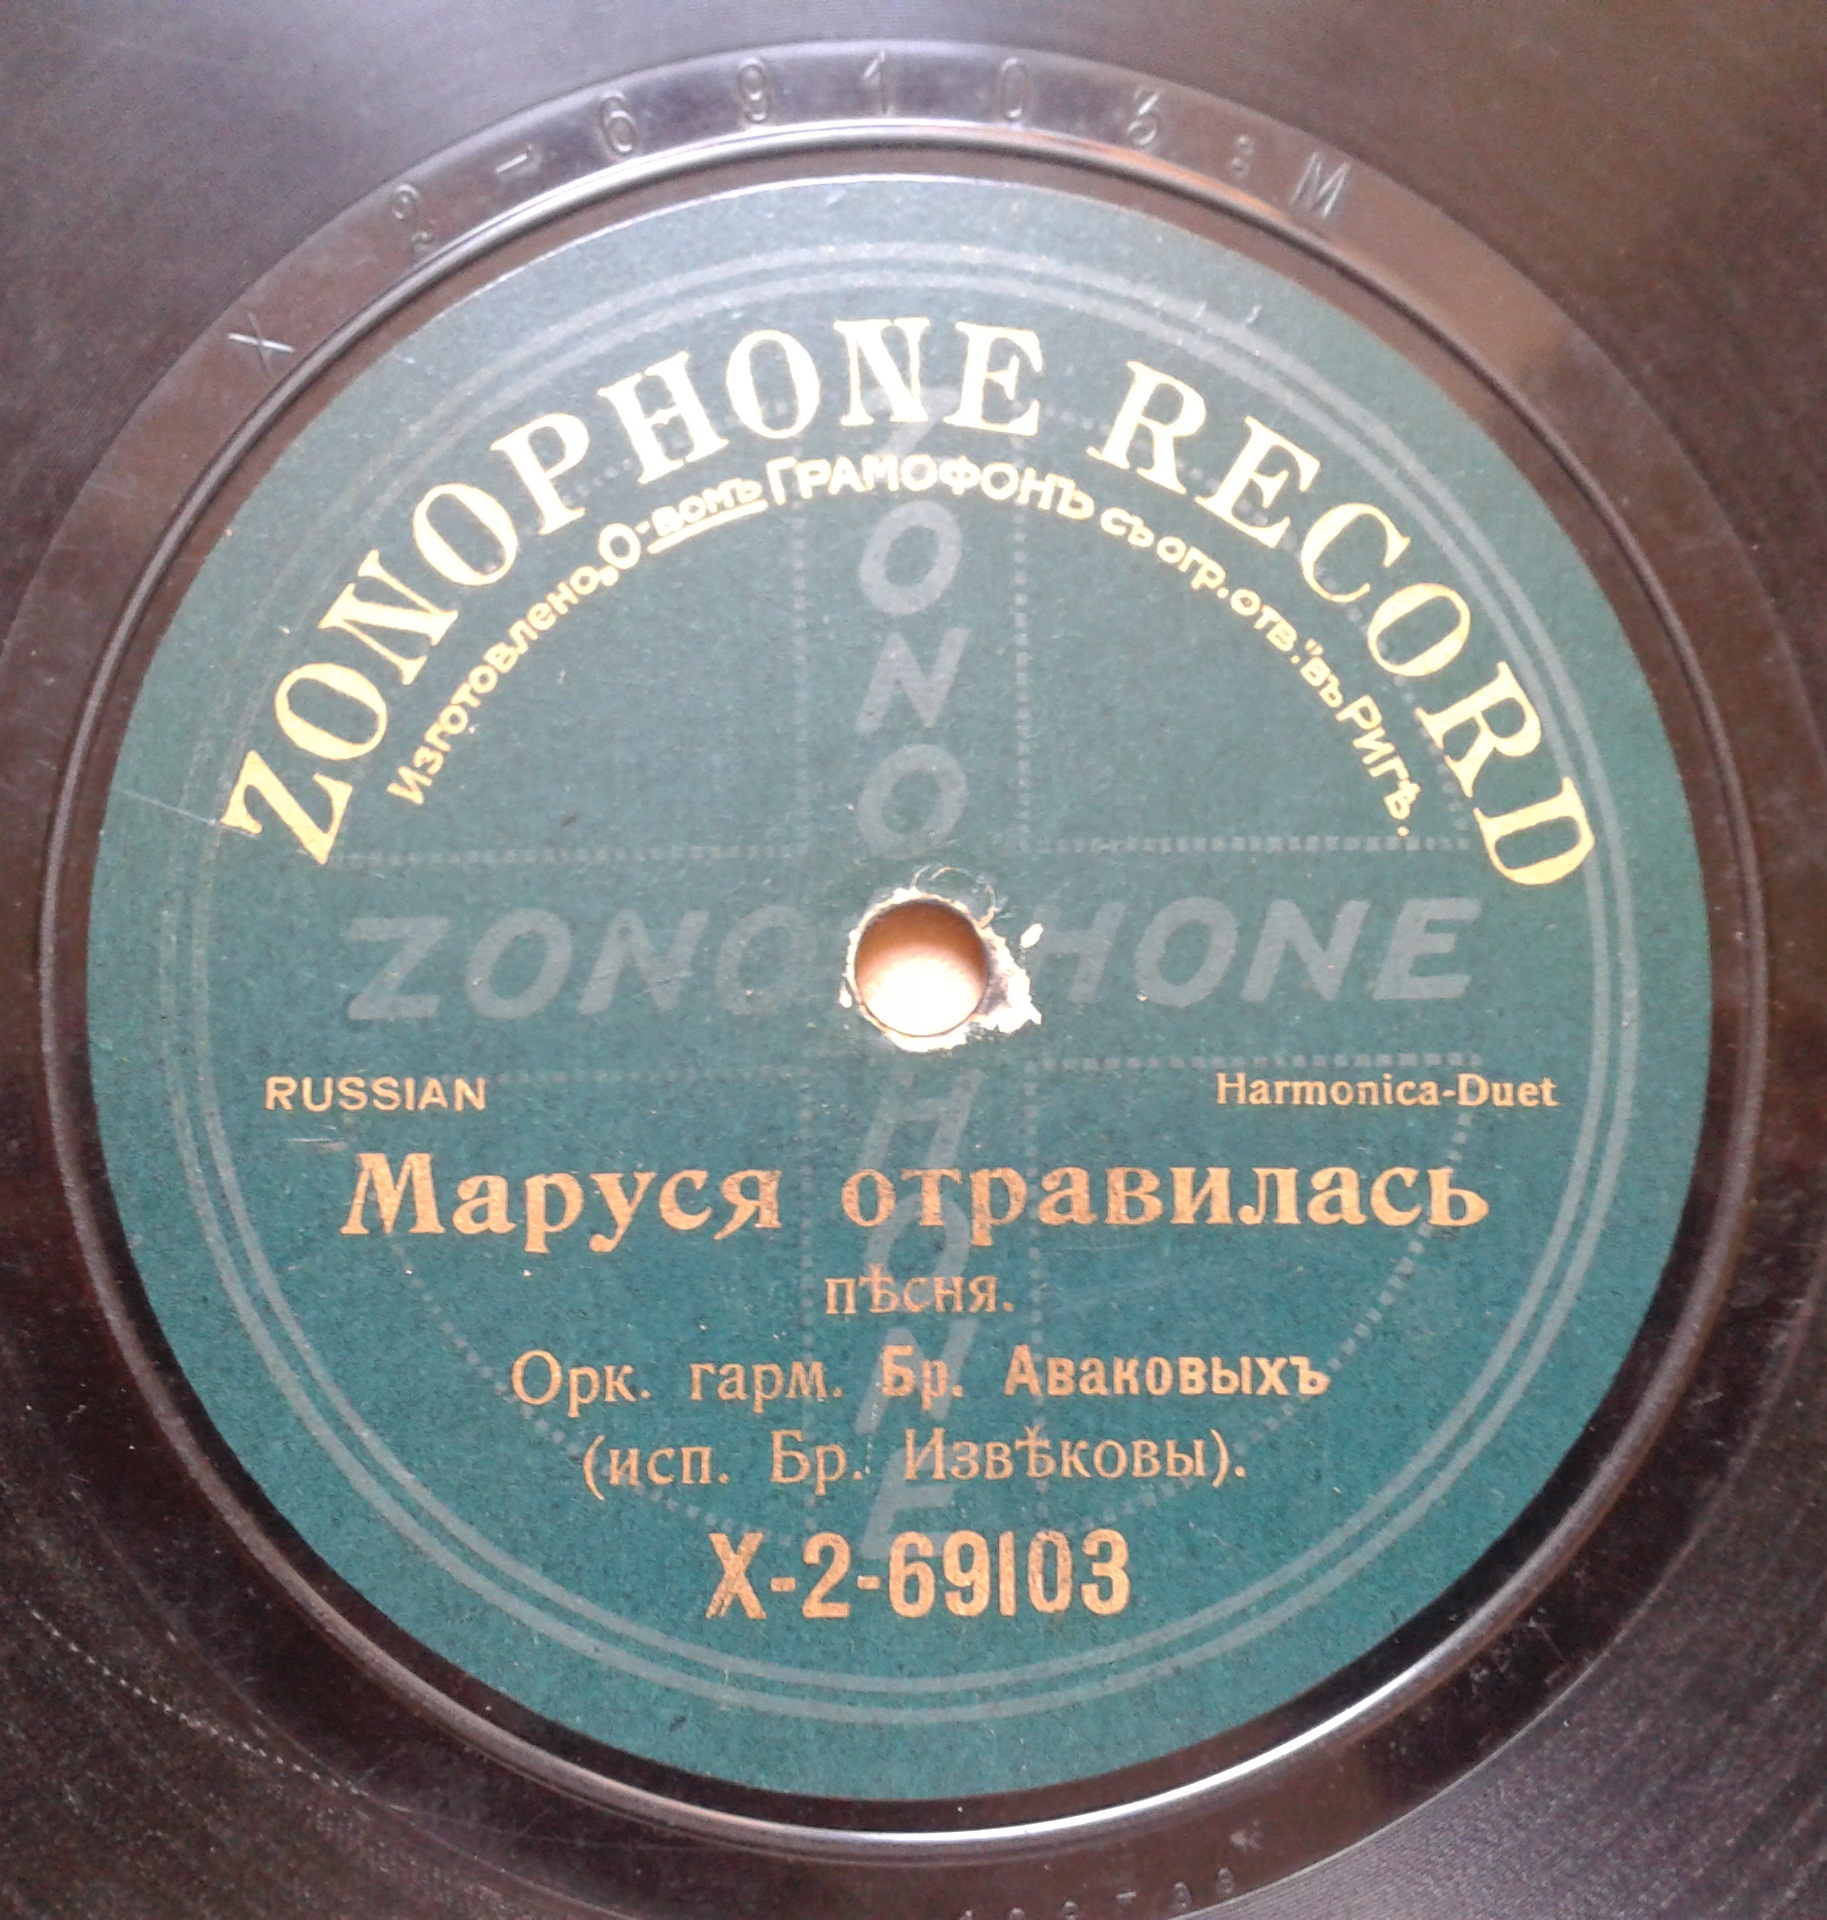 X 2-69103 : M
ZONOPHONE RECORD
Изготовлено „О-вомъ Грамофонъ съ огр. отв." въ Ригѣ.
ZONOPHONE
ZONOPHONE
RUSSIAN
Harmonica-Duet
Маруся отравилась
пѣсня.
Орк. гарм. Бр. Аваковыхъ
(исп. Бр. Извѣковы).
X-2-69103